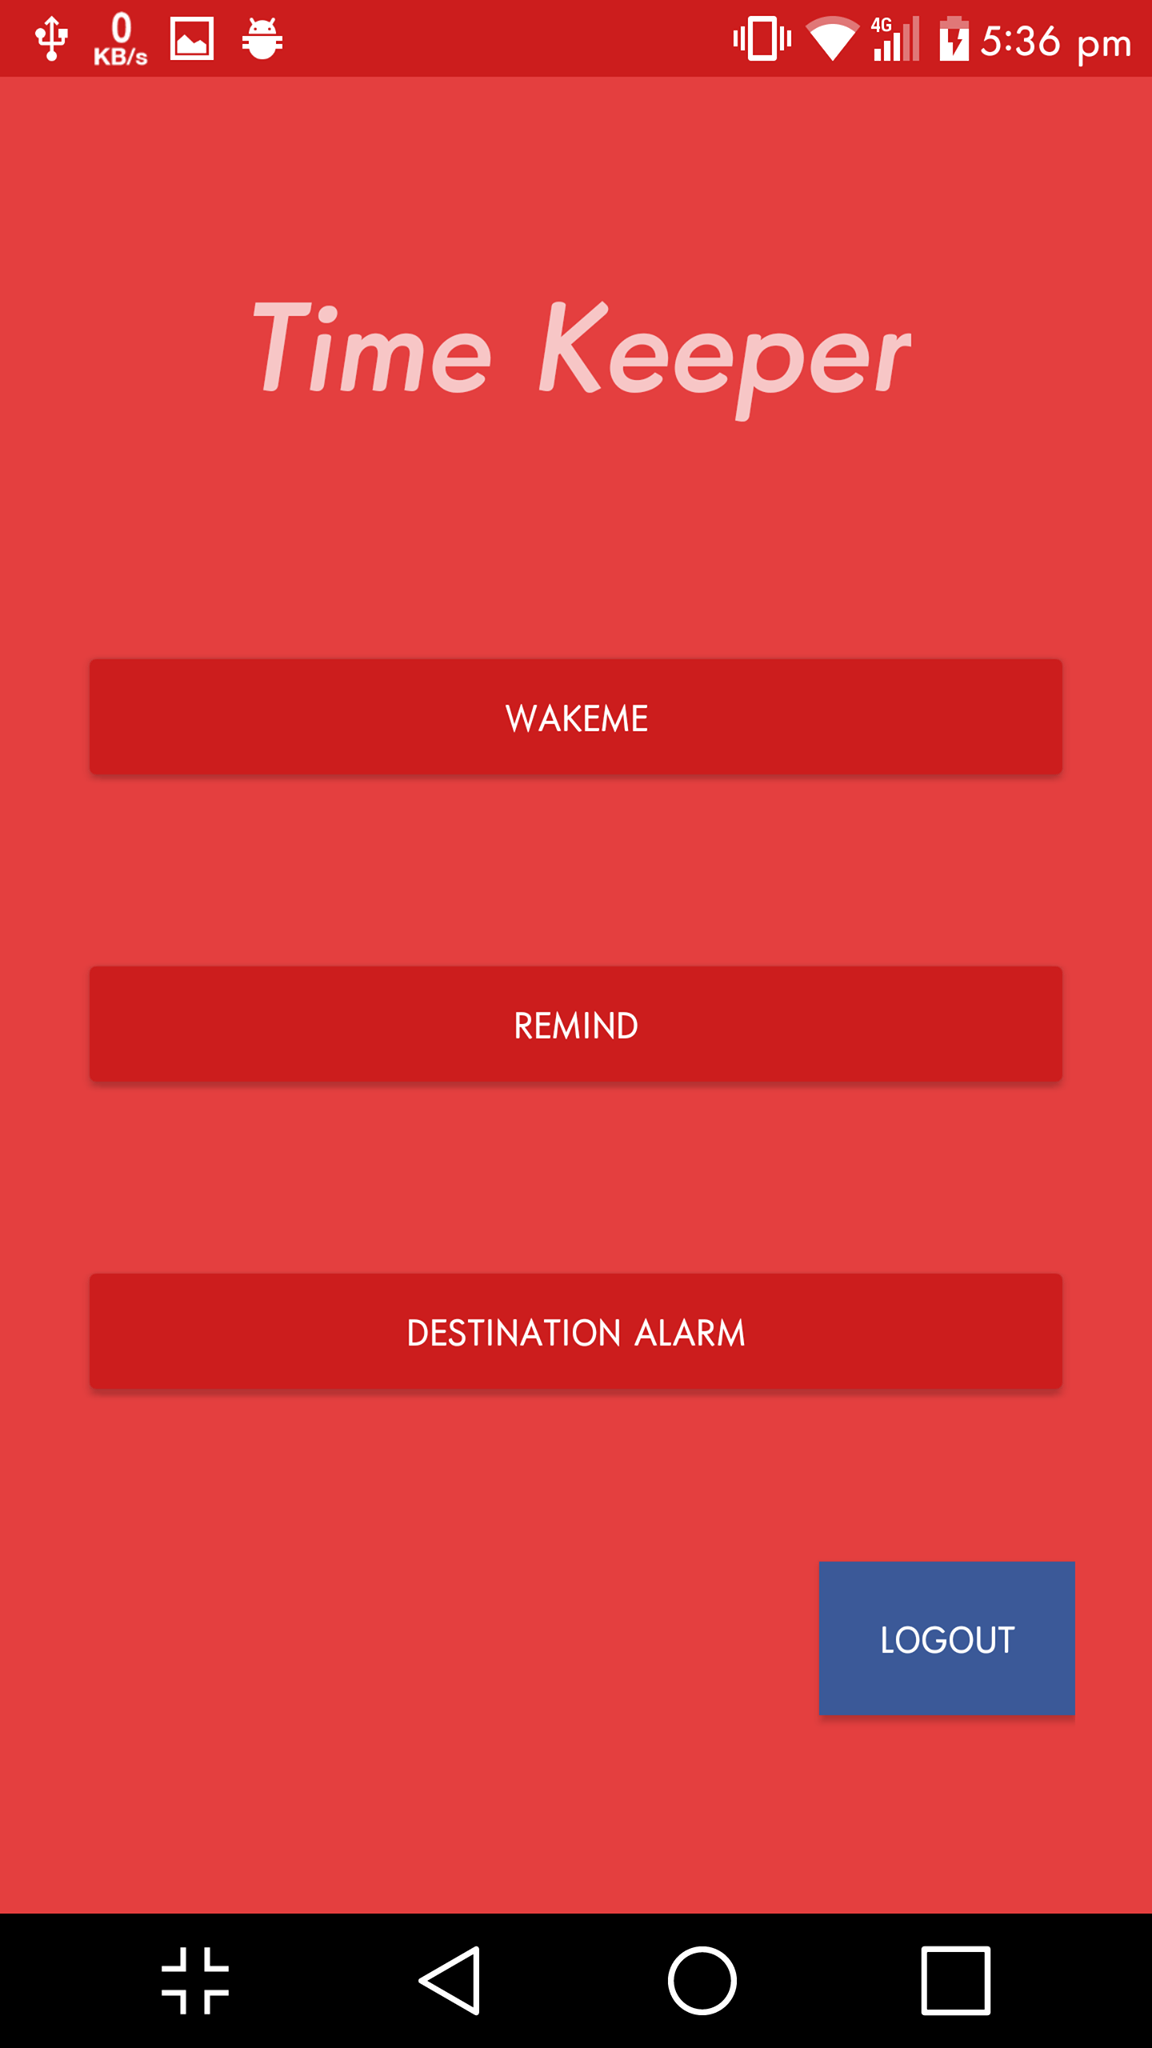 0
KB/s
4G
5:36 pm
Time Keeper
WAKEME
REMIND
DESTINATION ALARM
LOGOUT